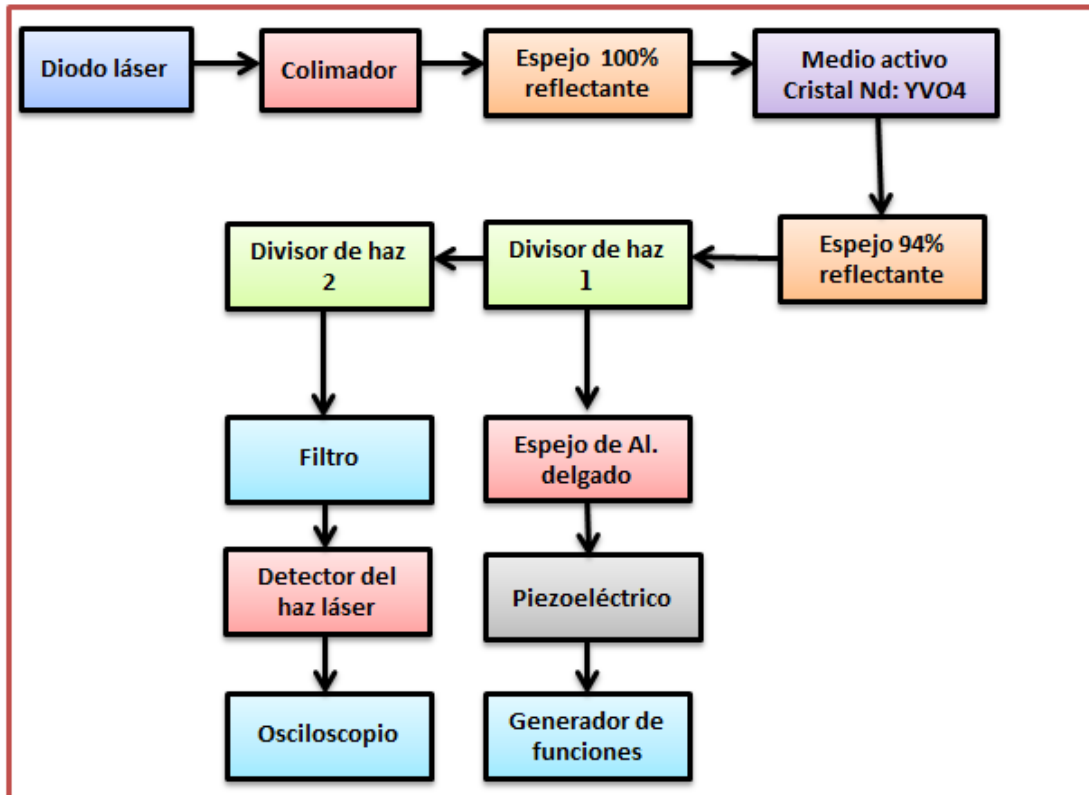 Diodo láser
Colimador
Espejo 100%
reflectante
Medio activo
Cristal Nd: YVO4
Espejo 94%
reflectante
Divisor de haz
1
Divisor de haz
2
Filtro
Detector del
haz láser
Osciloscopio
Espejo de Al.
delgado
Piezoeléctrico
Generador de
funciones